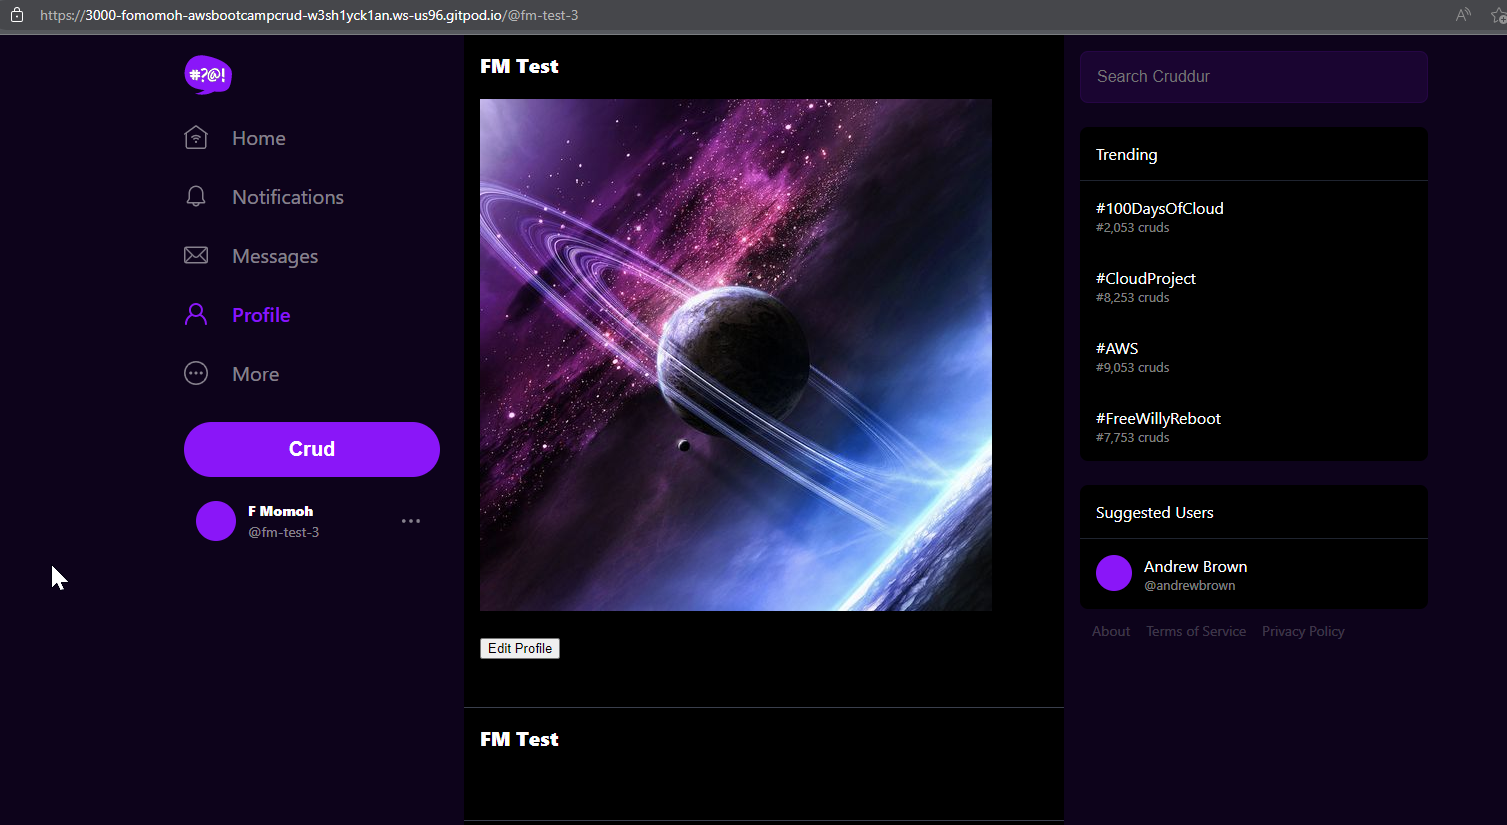 https://3000-fomomoh-awsbootcampcrud-w3sh1yck1an.ws-us96.gitpod.io/@fm-test-3
#?@!
Home
Notifications
Messages
Profile
More
Crud
F Momoh
@fm-test-3
FM Test
Edit Profile
FM Test
Search Cruddur
Trending
#100DaysOfCloud
#2,053 cruds
#CloudProject
#8,253 cruds
#AWS
#9,053 cruds
#FreeWillyReboot
#7,753 cruds
Suggested Users
Andrew Brown
@andrewbrown
About Terms of Service Privacy Policy